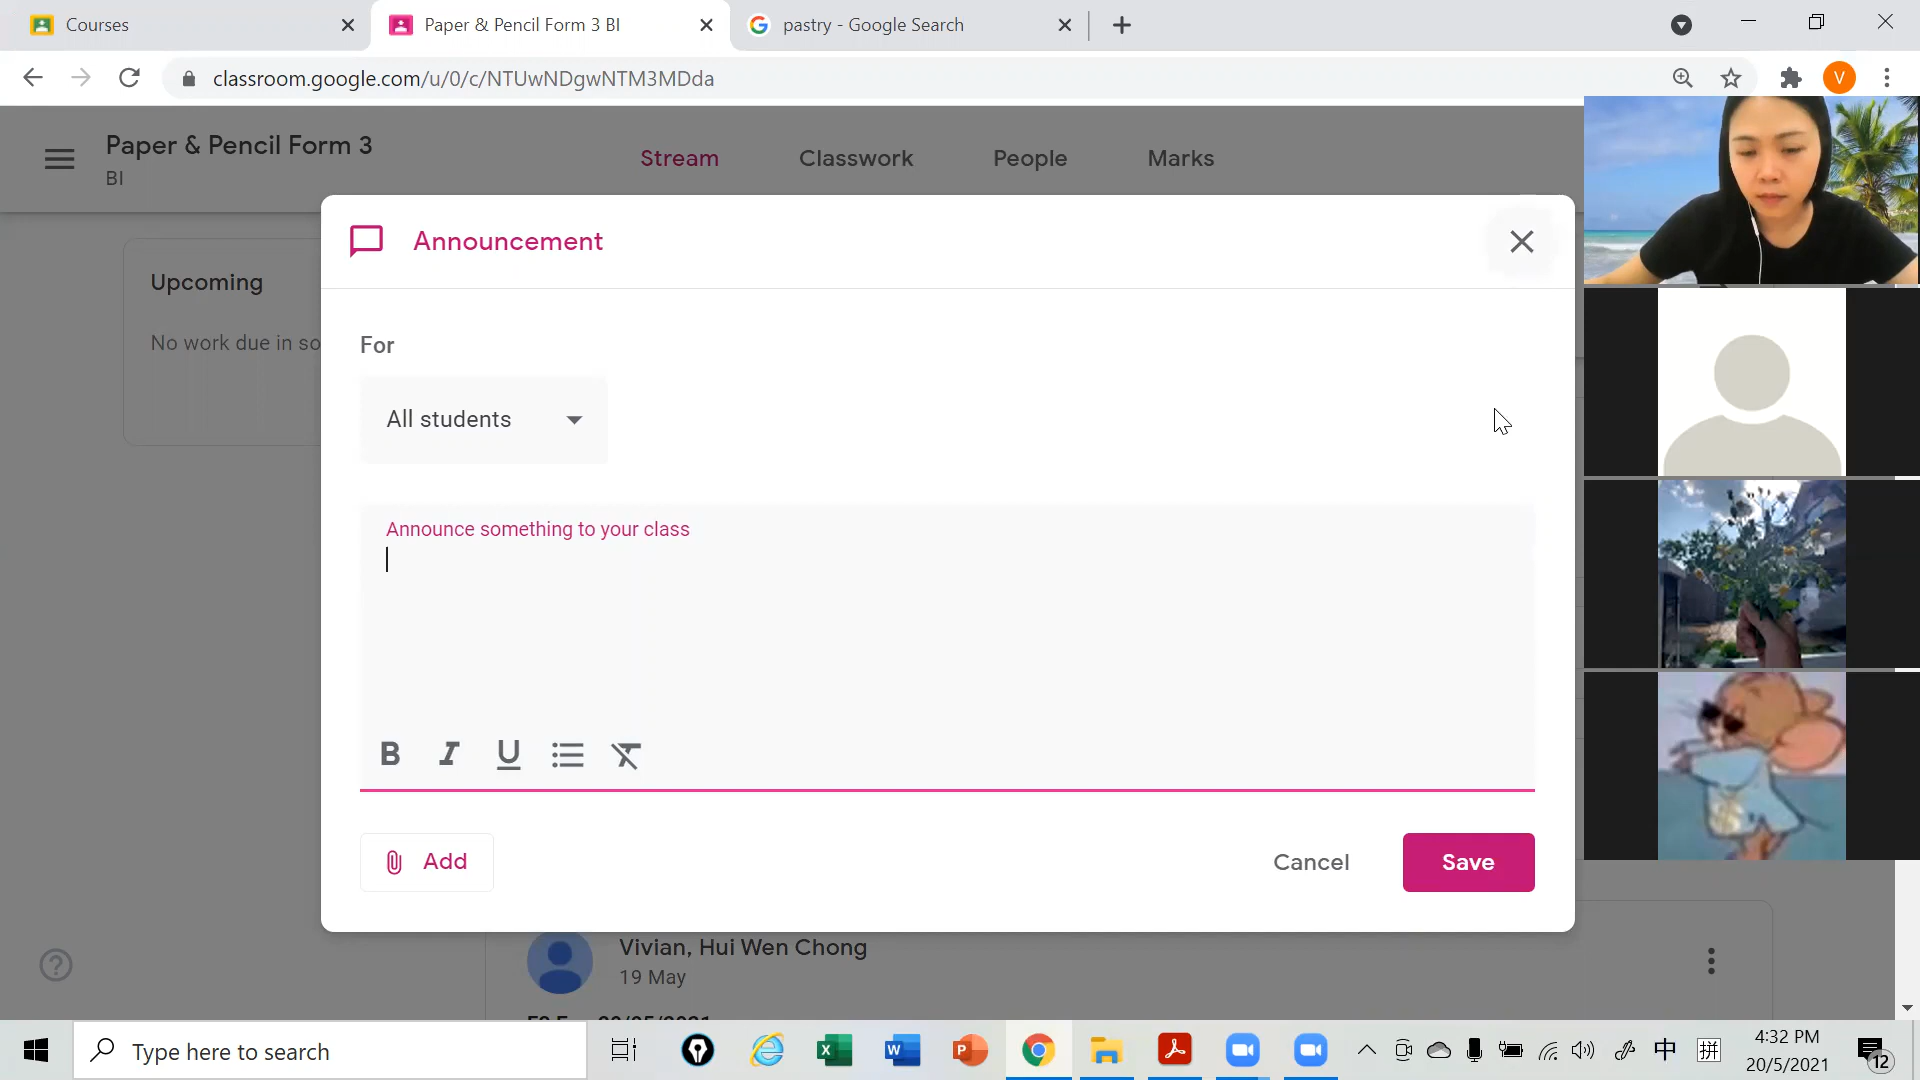 Courses
Paper & Pencil Form 3 BI
pastry - Google Search
classroom.google.com/u/0/c/NTUwNDgwNTM3MDda
V
Paper & Pencil Form 3
BI
Stream
Classwork
People
Marks
Announcement
Upcoming
No work due in so
For
All students
Announce something to your class
B
I
U
Add
Cancel
Save
Vivian, Hui Wen Chong
19 May
Type here to search
中
拼
4:32 PM
20/5/2021
12